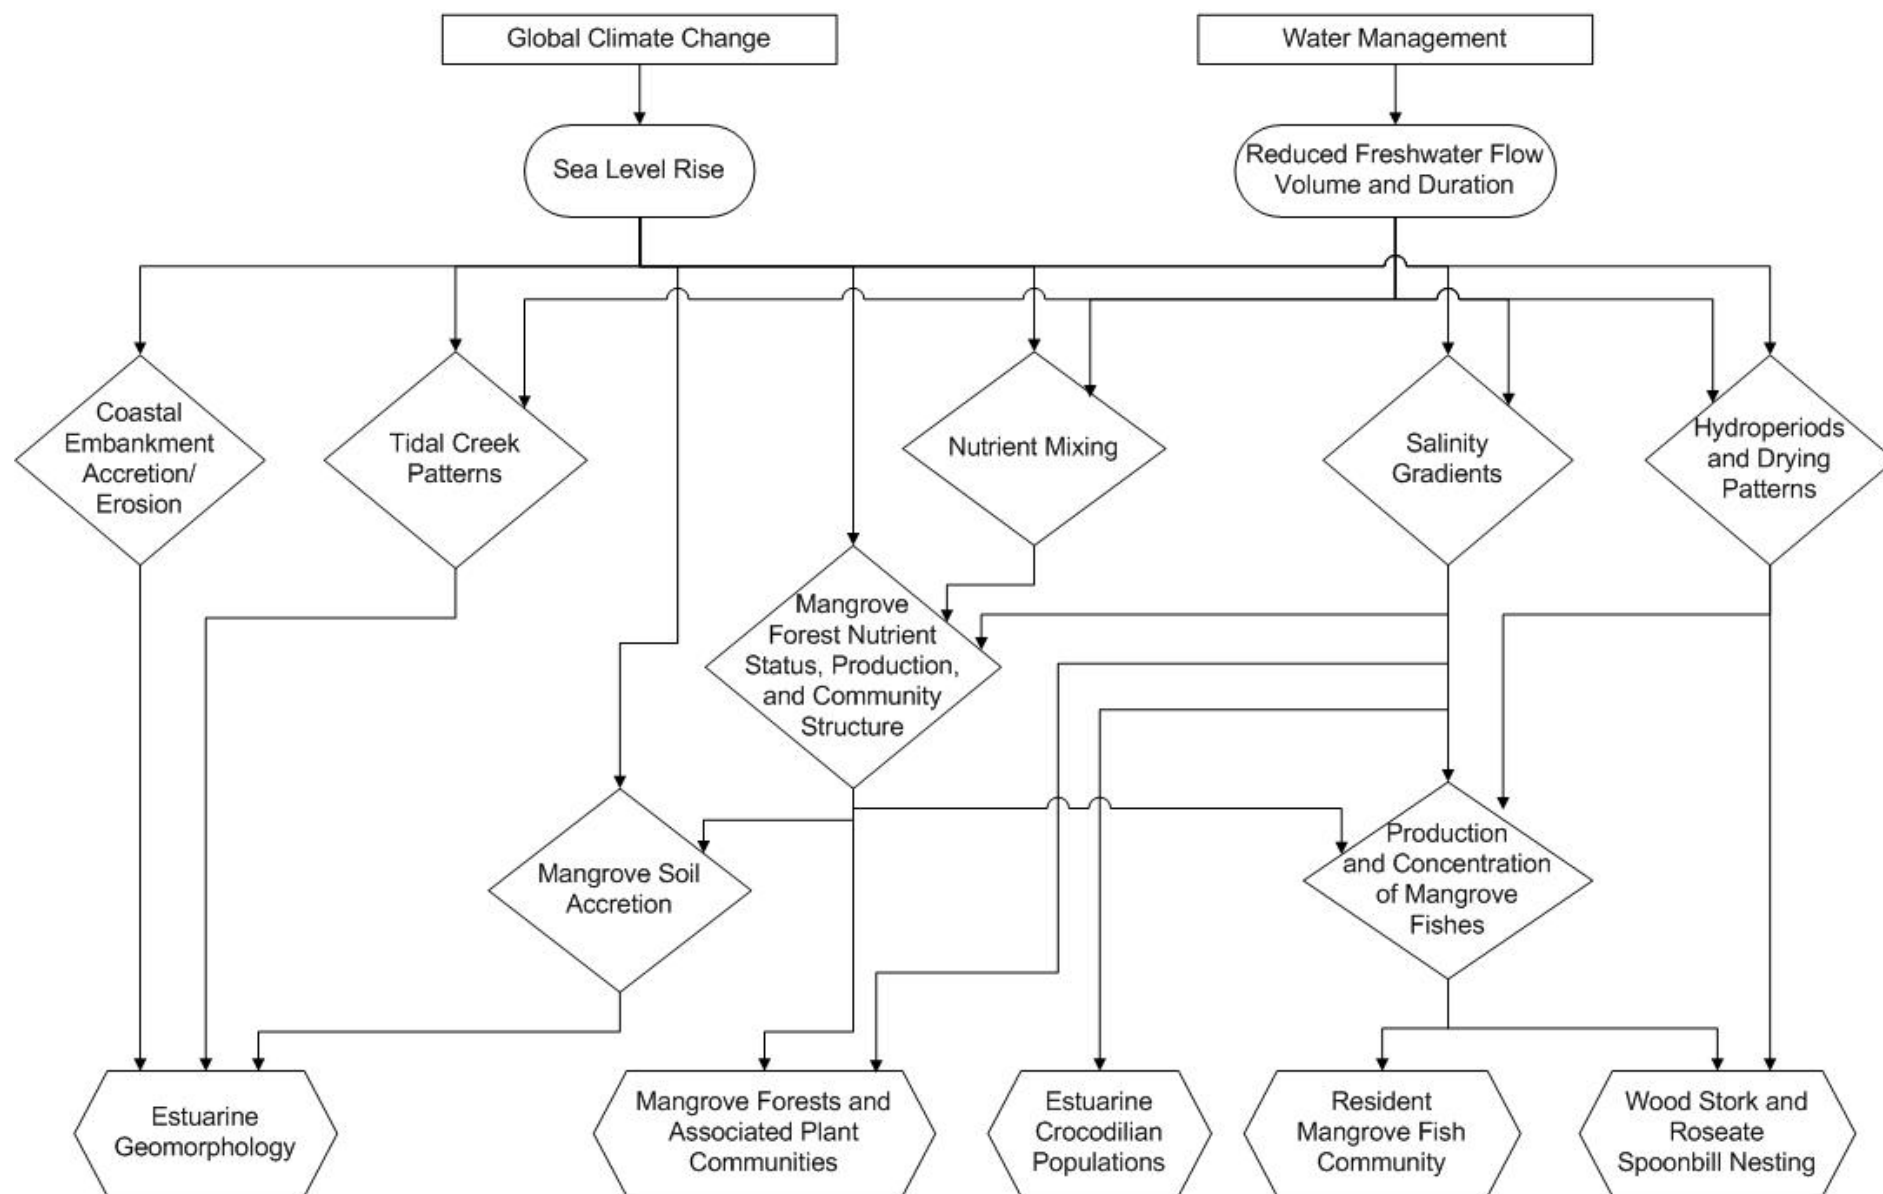 Global Climate Change
Water Management
Sea Level Rise
Reduced Freshwater Flow
Volume and Duration
Coastal
Embankment
Accretion/
Erosion
Tidal Creek
Patterns
Nutrient Mixing
Salinity
Gradients
Hydroperiods
and Drying
Patterns
Mangrove
Forest Nutrient
Status, Production,
and Community
Structure
Mangrove Soil
Accretion
Production
and Concentration
of Mangrove
Fishes
Estuarine
Geomorphology
Mangrove Forests and
Associated Plant
Communities
Estuarine
Crocodilian
Populations
Resident
Mangrove Fish
Community
Wood Stork and
Roseate
Spoonbill Nesting